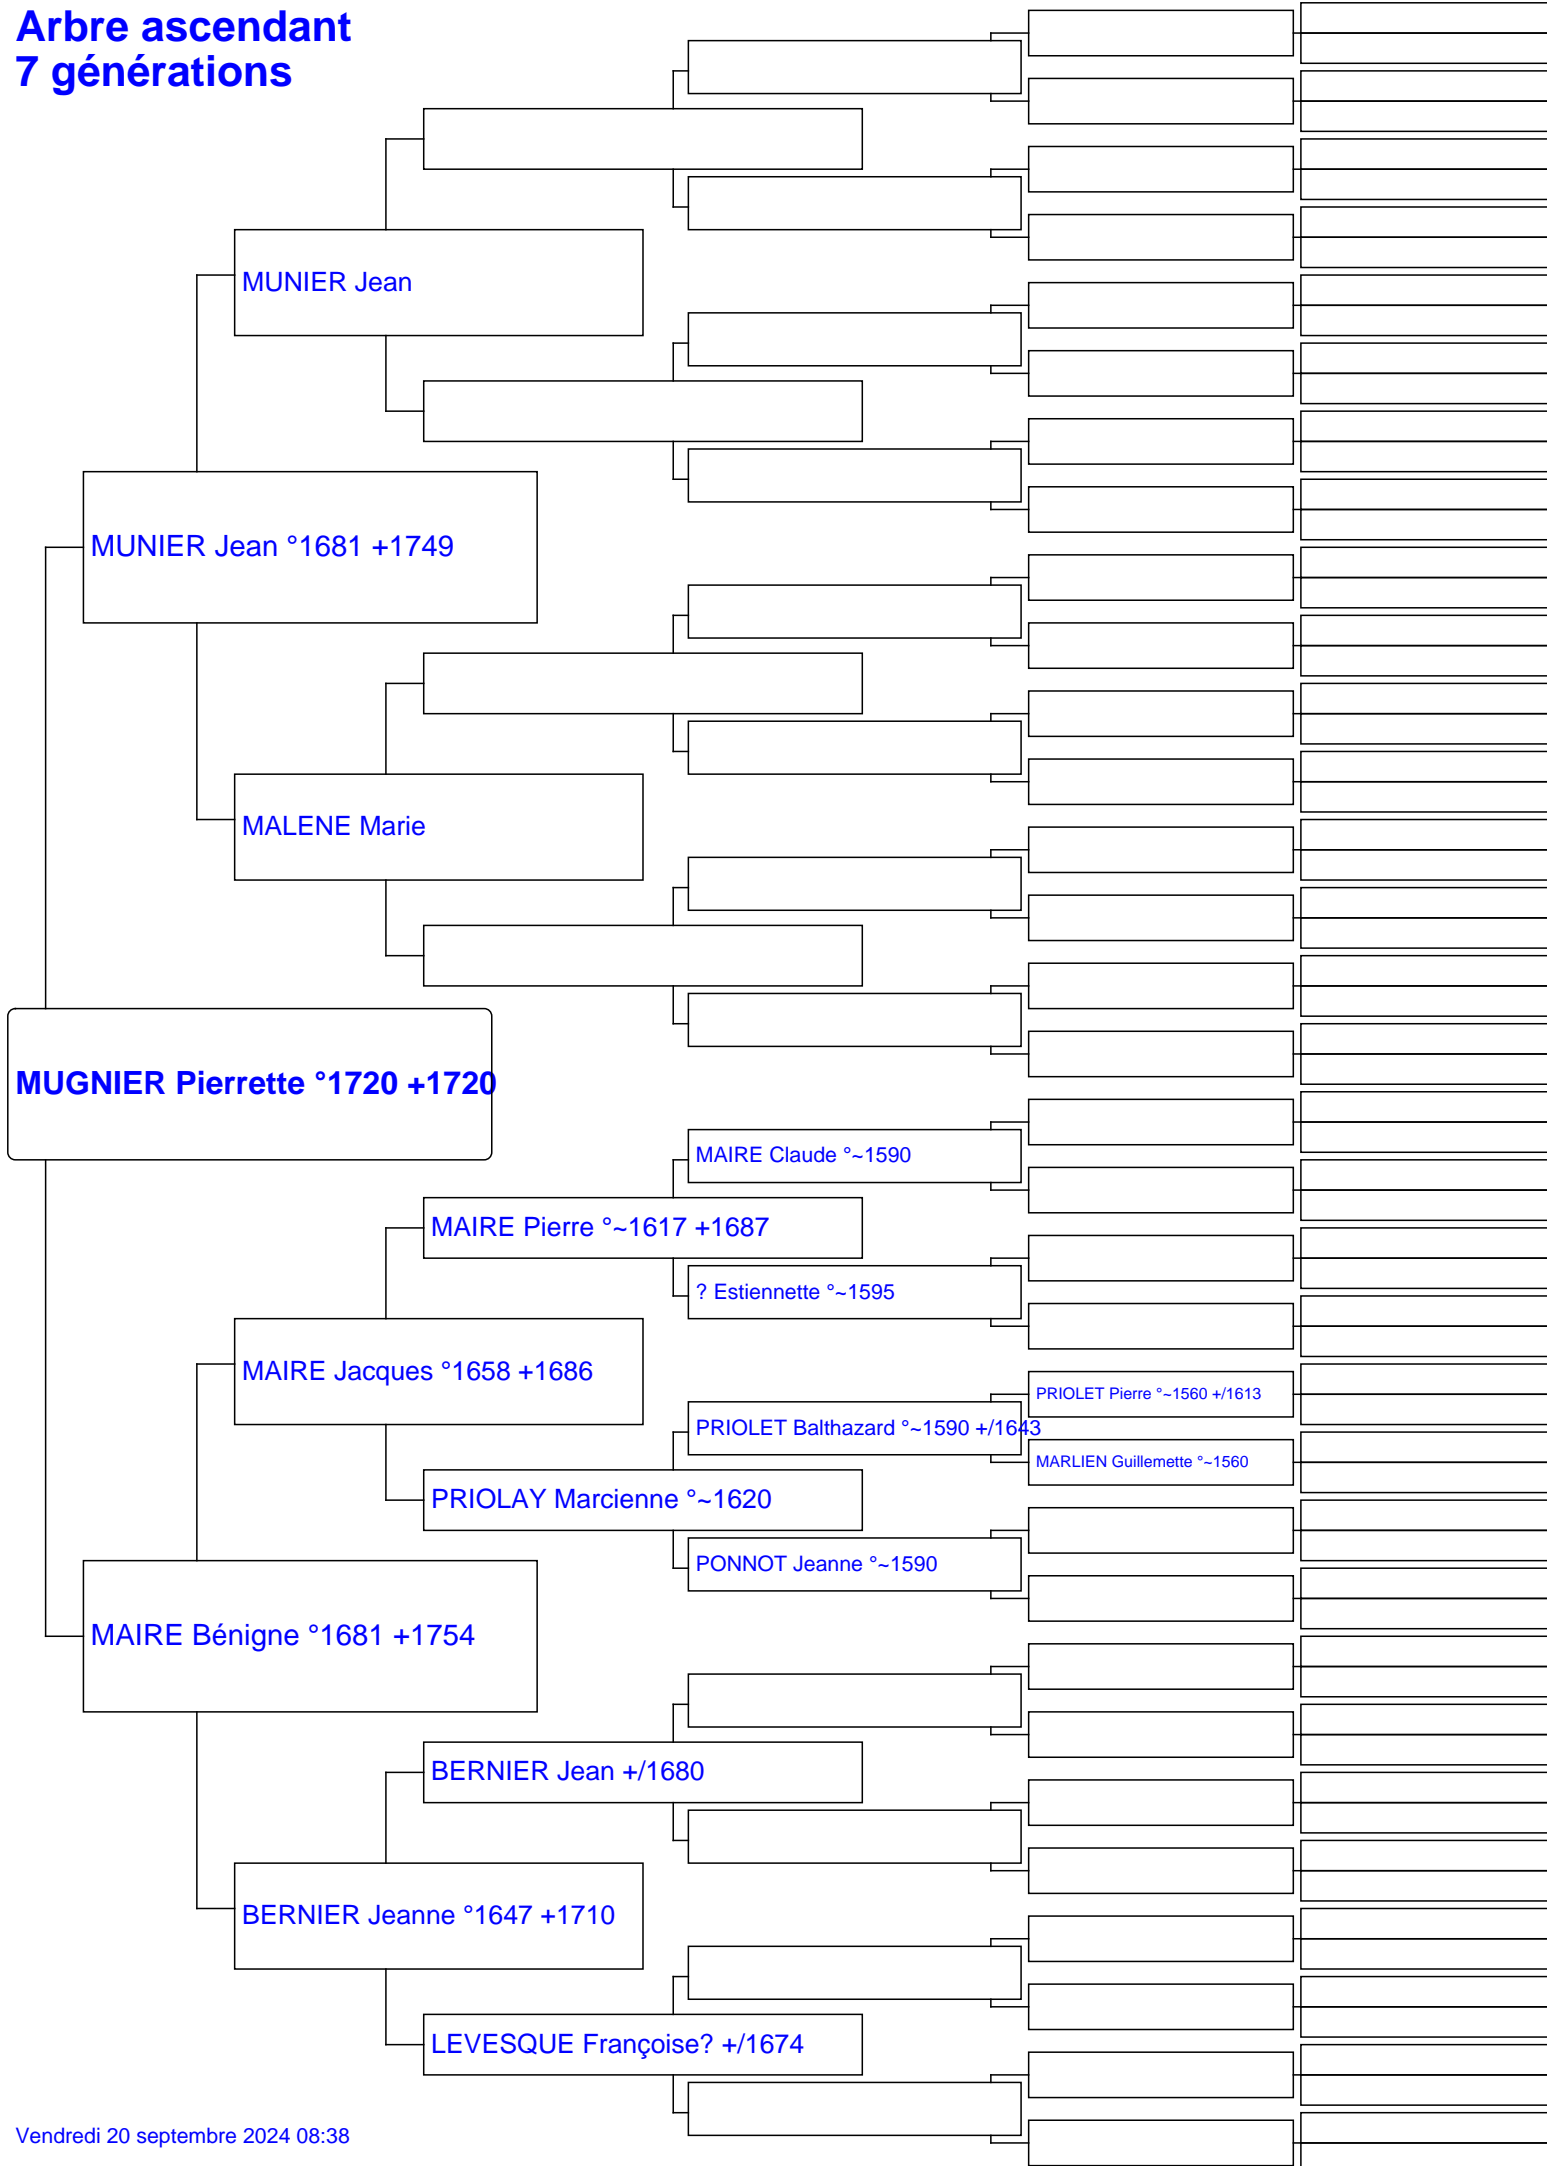 Arbre ascendant
7 générations
MUNIER Jean
MUNIER Jean °1681 +1749
MALENE Marie
MUGNIER Pierrette °1720 +1720
MAIRE Claude °~1590
MAIRE Pierre °~1617 +1687
? Estiennette °~1595
MAIRE Jacques °1658 +1686
PRIOLET Pierre °~1560 +/1613
PRIOLET Balthazard °~1590 +/1643
MARLIEN Guillemette °~1560
PRIOLAY Marcienne °~1620
PONNOT Jeanne °~1590
MAIRE Bénigne °1681 +1754
BERNIER Jean +/1680
BERNIER Jeanne °1647 +1710
LEVESQUE Françoise? +/1674
Vendredi 20 septembre 2024 08:38